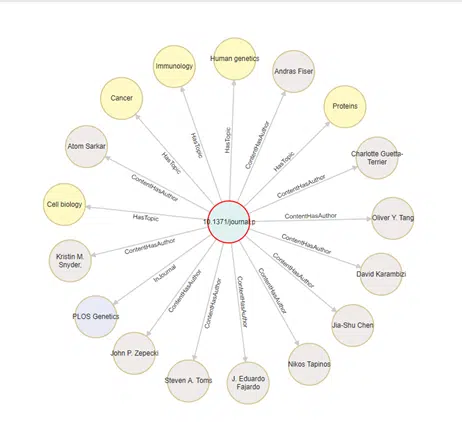 Human genetics
Immunology
Andras Fiser
Cancer
Proteins
Atom Sarkar
Charlotte Guetta-
Terrier
Cell biology
Oliver Y. Tang
10.1371/journal.p
Kristin M.
Snyder,
David Karambizi
PLOS Genetics
Jia-Shu Chen
John P. Zepecki
Nikos Tapinos
Steven A. Toms
J. Eduardo
Fajardo
HasTopic
HasTopic
ContentHasAuthor
HasTopic
HasTopic
ContentHasAuthor
ContentHasAuthor
HasTopic
ContentHasAuthor
ContentHasAuthor
ContentHasAuthor
InJournal
ContentHasAuthor
ContentHasAuthor
ContentHasAuthor
ContentHasAuthor
ContentHasAuthor